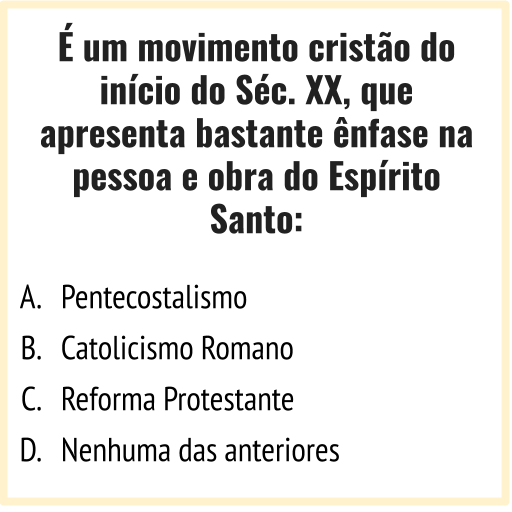 É um movimento cristão do
início do Séc. XX, que
apresenta bastante ênfase na
pessoa e obra do Espírito
Santo:
A. Pentecostalismo
B. Catolicismo Romano
C. Reforma Protestante
D. Nenhuma das anteriores